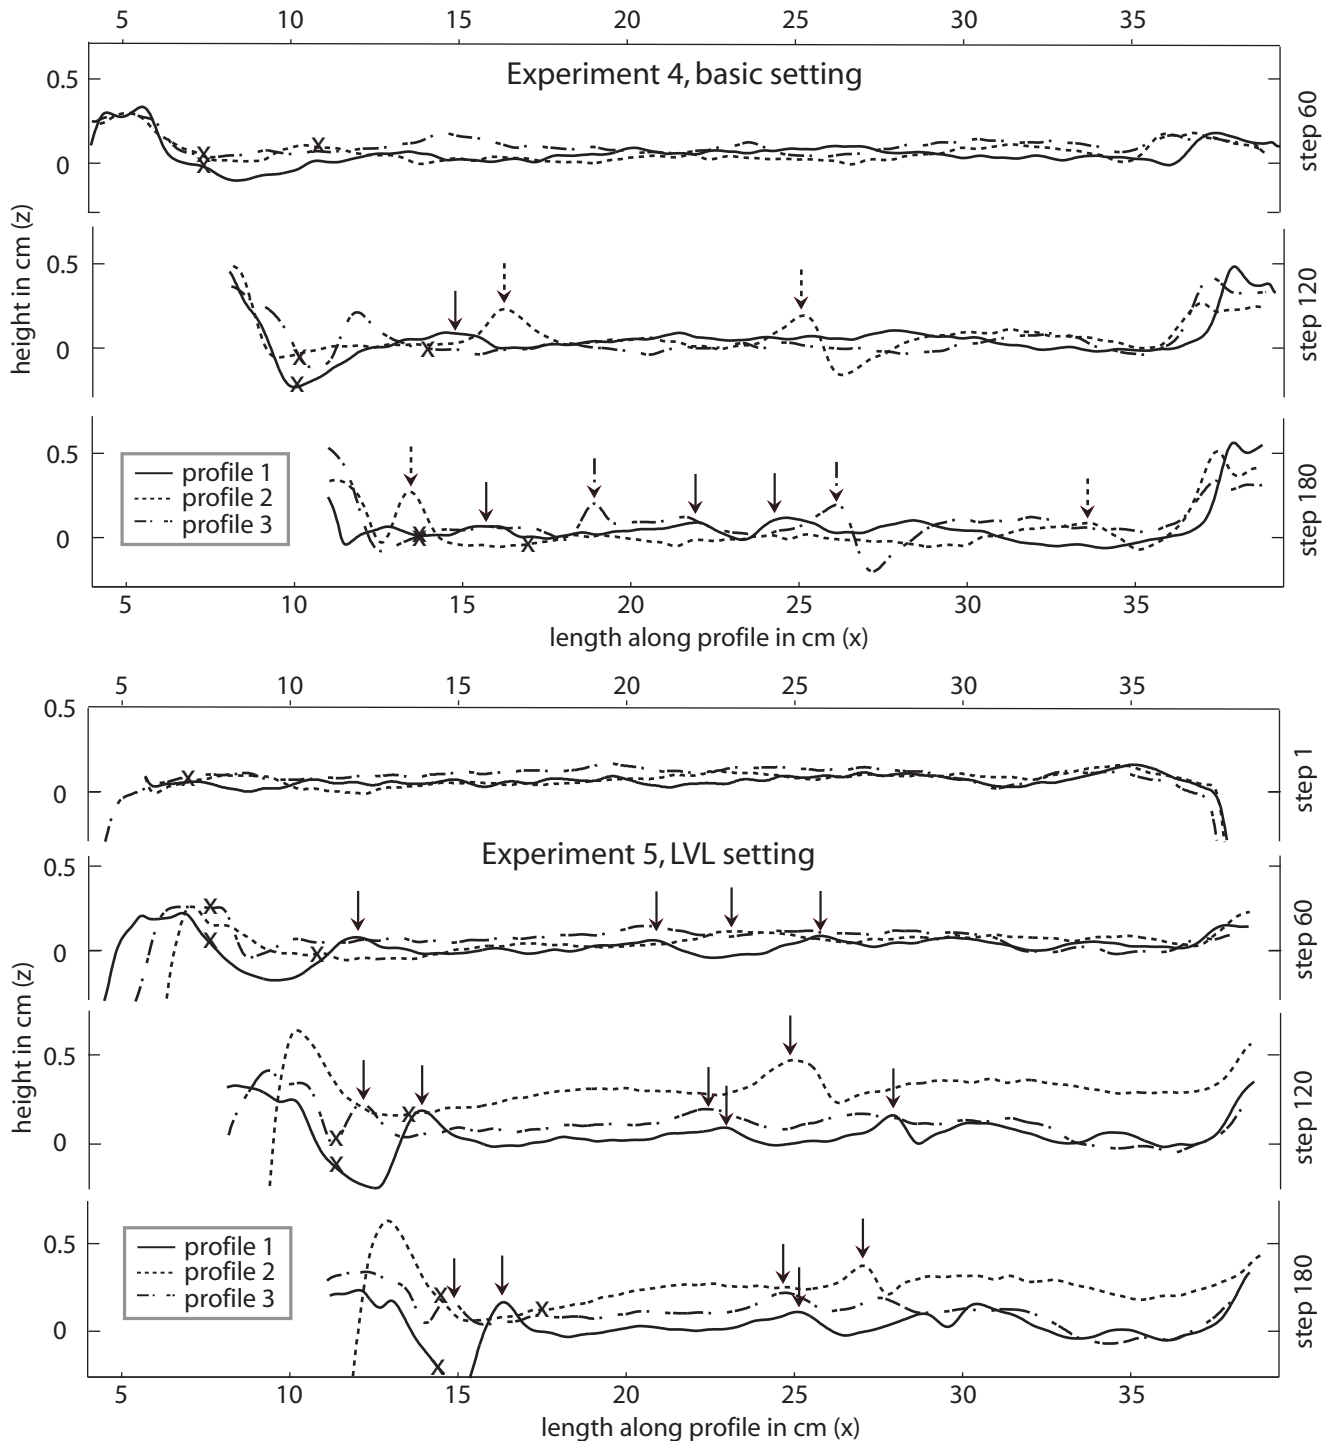 5 10 15 20 25 30 35
Experiment 4, basic setting
0.5
0
step 60
x x x
height in cm (z)
0.5
0
step 120
x x x
0.5
0
step 180
profile 1
profile 2
profile 3
x x x
5 10 15 20 25 30 35
length along profile in cm (x)
5 10 15 20 25 30 35
0.5
0
step 1
x
Experiment 5, LVL setting
0.5
0
step 60
x x x
height in cm (z)
0.5
0
step 120
x x x
0.5
0
step 180
profile 1
profile 2
profile 3
x x x
5 10 15 20 25 30 35
length along profile in cm (x)